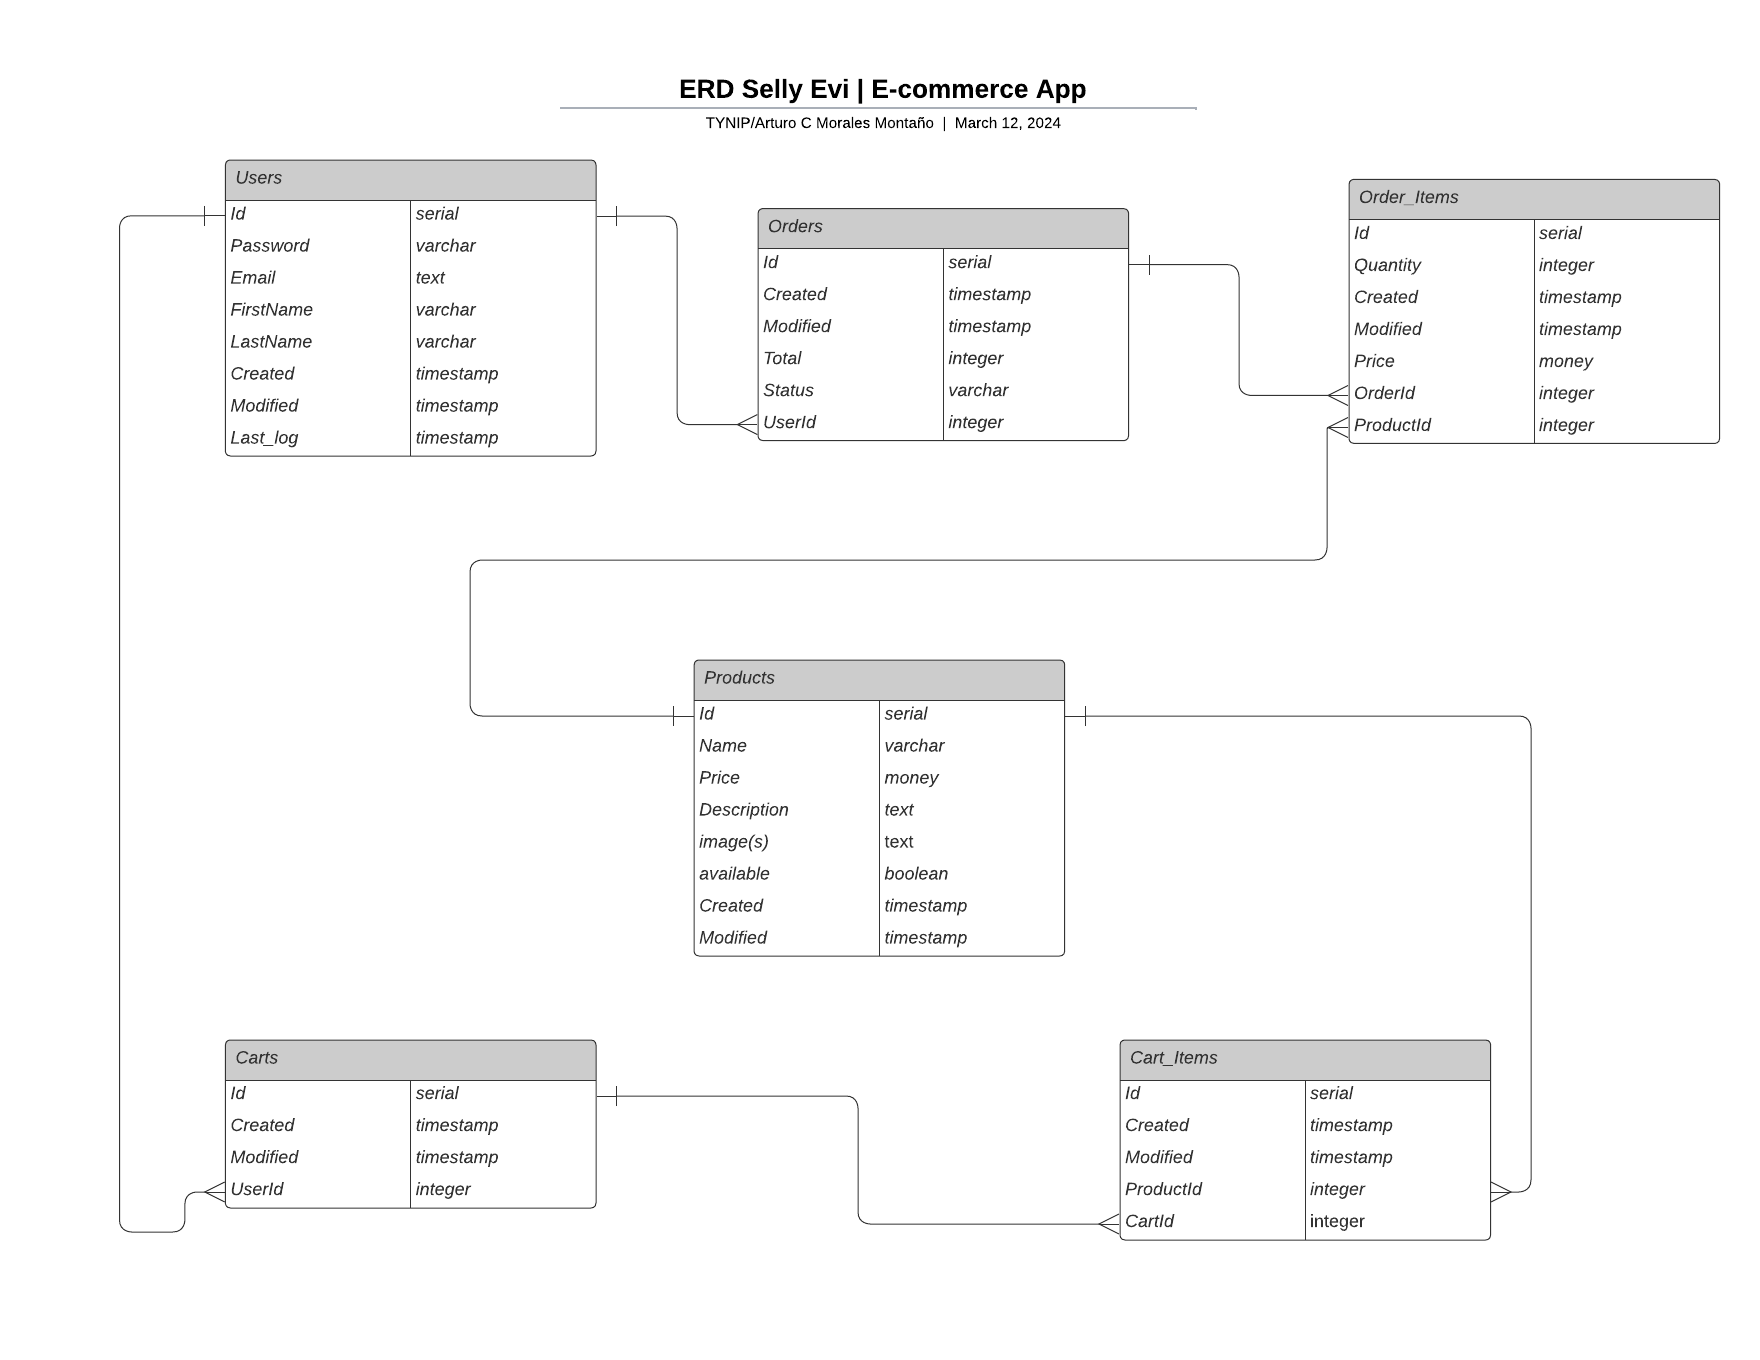 ERD Selly Evi | E-commerce App
TYNIP/Arturo C Morales Montaño | March 12, 2024
Users
Id serial
Password varchar
Email text
FirstName varchar
LastName varchar
Created timestamp
Modified timestamp
Last_log timestamp
Orders
Id serial
Created timestamp
Modified timestamp
Total integer
Status varchar
UserId integer
Order_Items
Id serial
Quantity integer
Created timestamp
Modified timestamp
Price money
OrderId integer
ProductId integer
Products
Id serial
Name varchar
Price money
Description text
image(s) text
available boolean
Created timestamp
Modified timestamp
Carts
Id serial
Created timestamp
Modified timestamp
UserId integer
Cart_Items
Id serial
Created timestamp
Modified timestamp
ProductId integer
CartId integer